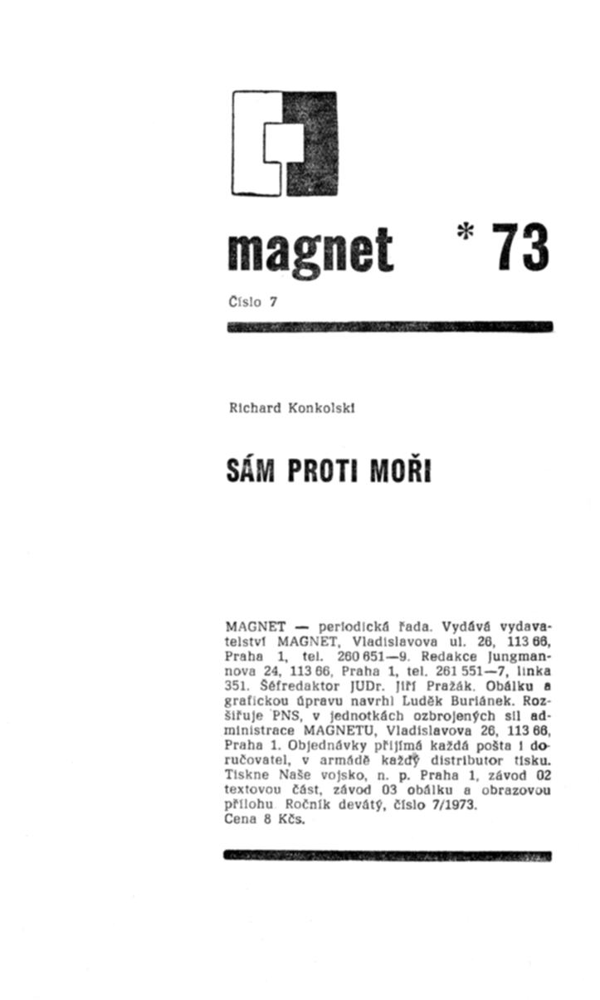 magnet * 73
Číslo 7
Richard Konkolski
SÁM PROTI MOŘI
MAGNET — periodická řada. Vydává vydava-
telství MAGNET, Vladislavova ul. 26, 113 66,
Praha 1, tel. 260 651—9. Redakce Jungman-
nova 24, 113 66, Praha 1, tel. 261 551—7, linka
351. Šéfredaktor JUDr. Jiří Pražák. Obálku a
grafickou úpravu navrhl Luděk Burlánek. Roz-
šiřuje PNS, v jednotkách ozbrojených sil ad-
ministrace MAGNETU, Vladislavova 26, 113 66,
Praha 1. Objednávky přijímá každá pošta i do-
ručovatel, v armádě každý distributor tisku.
Tiskne Naše vojsko, n. p. Praha 1, závod 02
textovou část, závod 03 obálku a obrazovou
přílohu. Ročník devátý, číslo 7/1973.
Cena 8 Kčs.